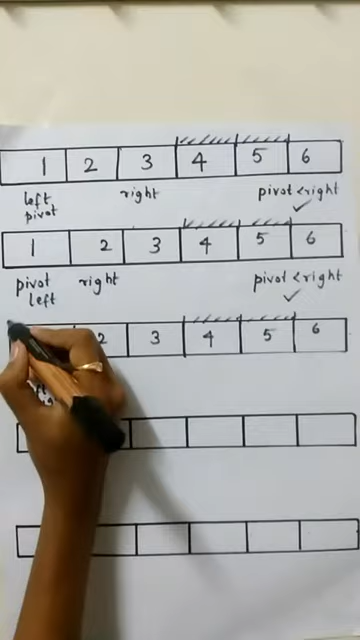 1 2 3 4 5 6
left right pivot<right
pivot
1 2 3 4 5 6
pivot right pivot<right
left
2 3 4 5 6